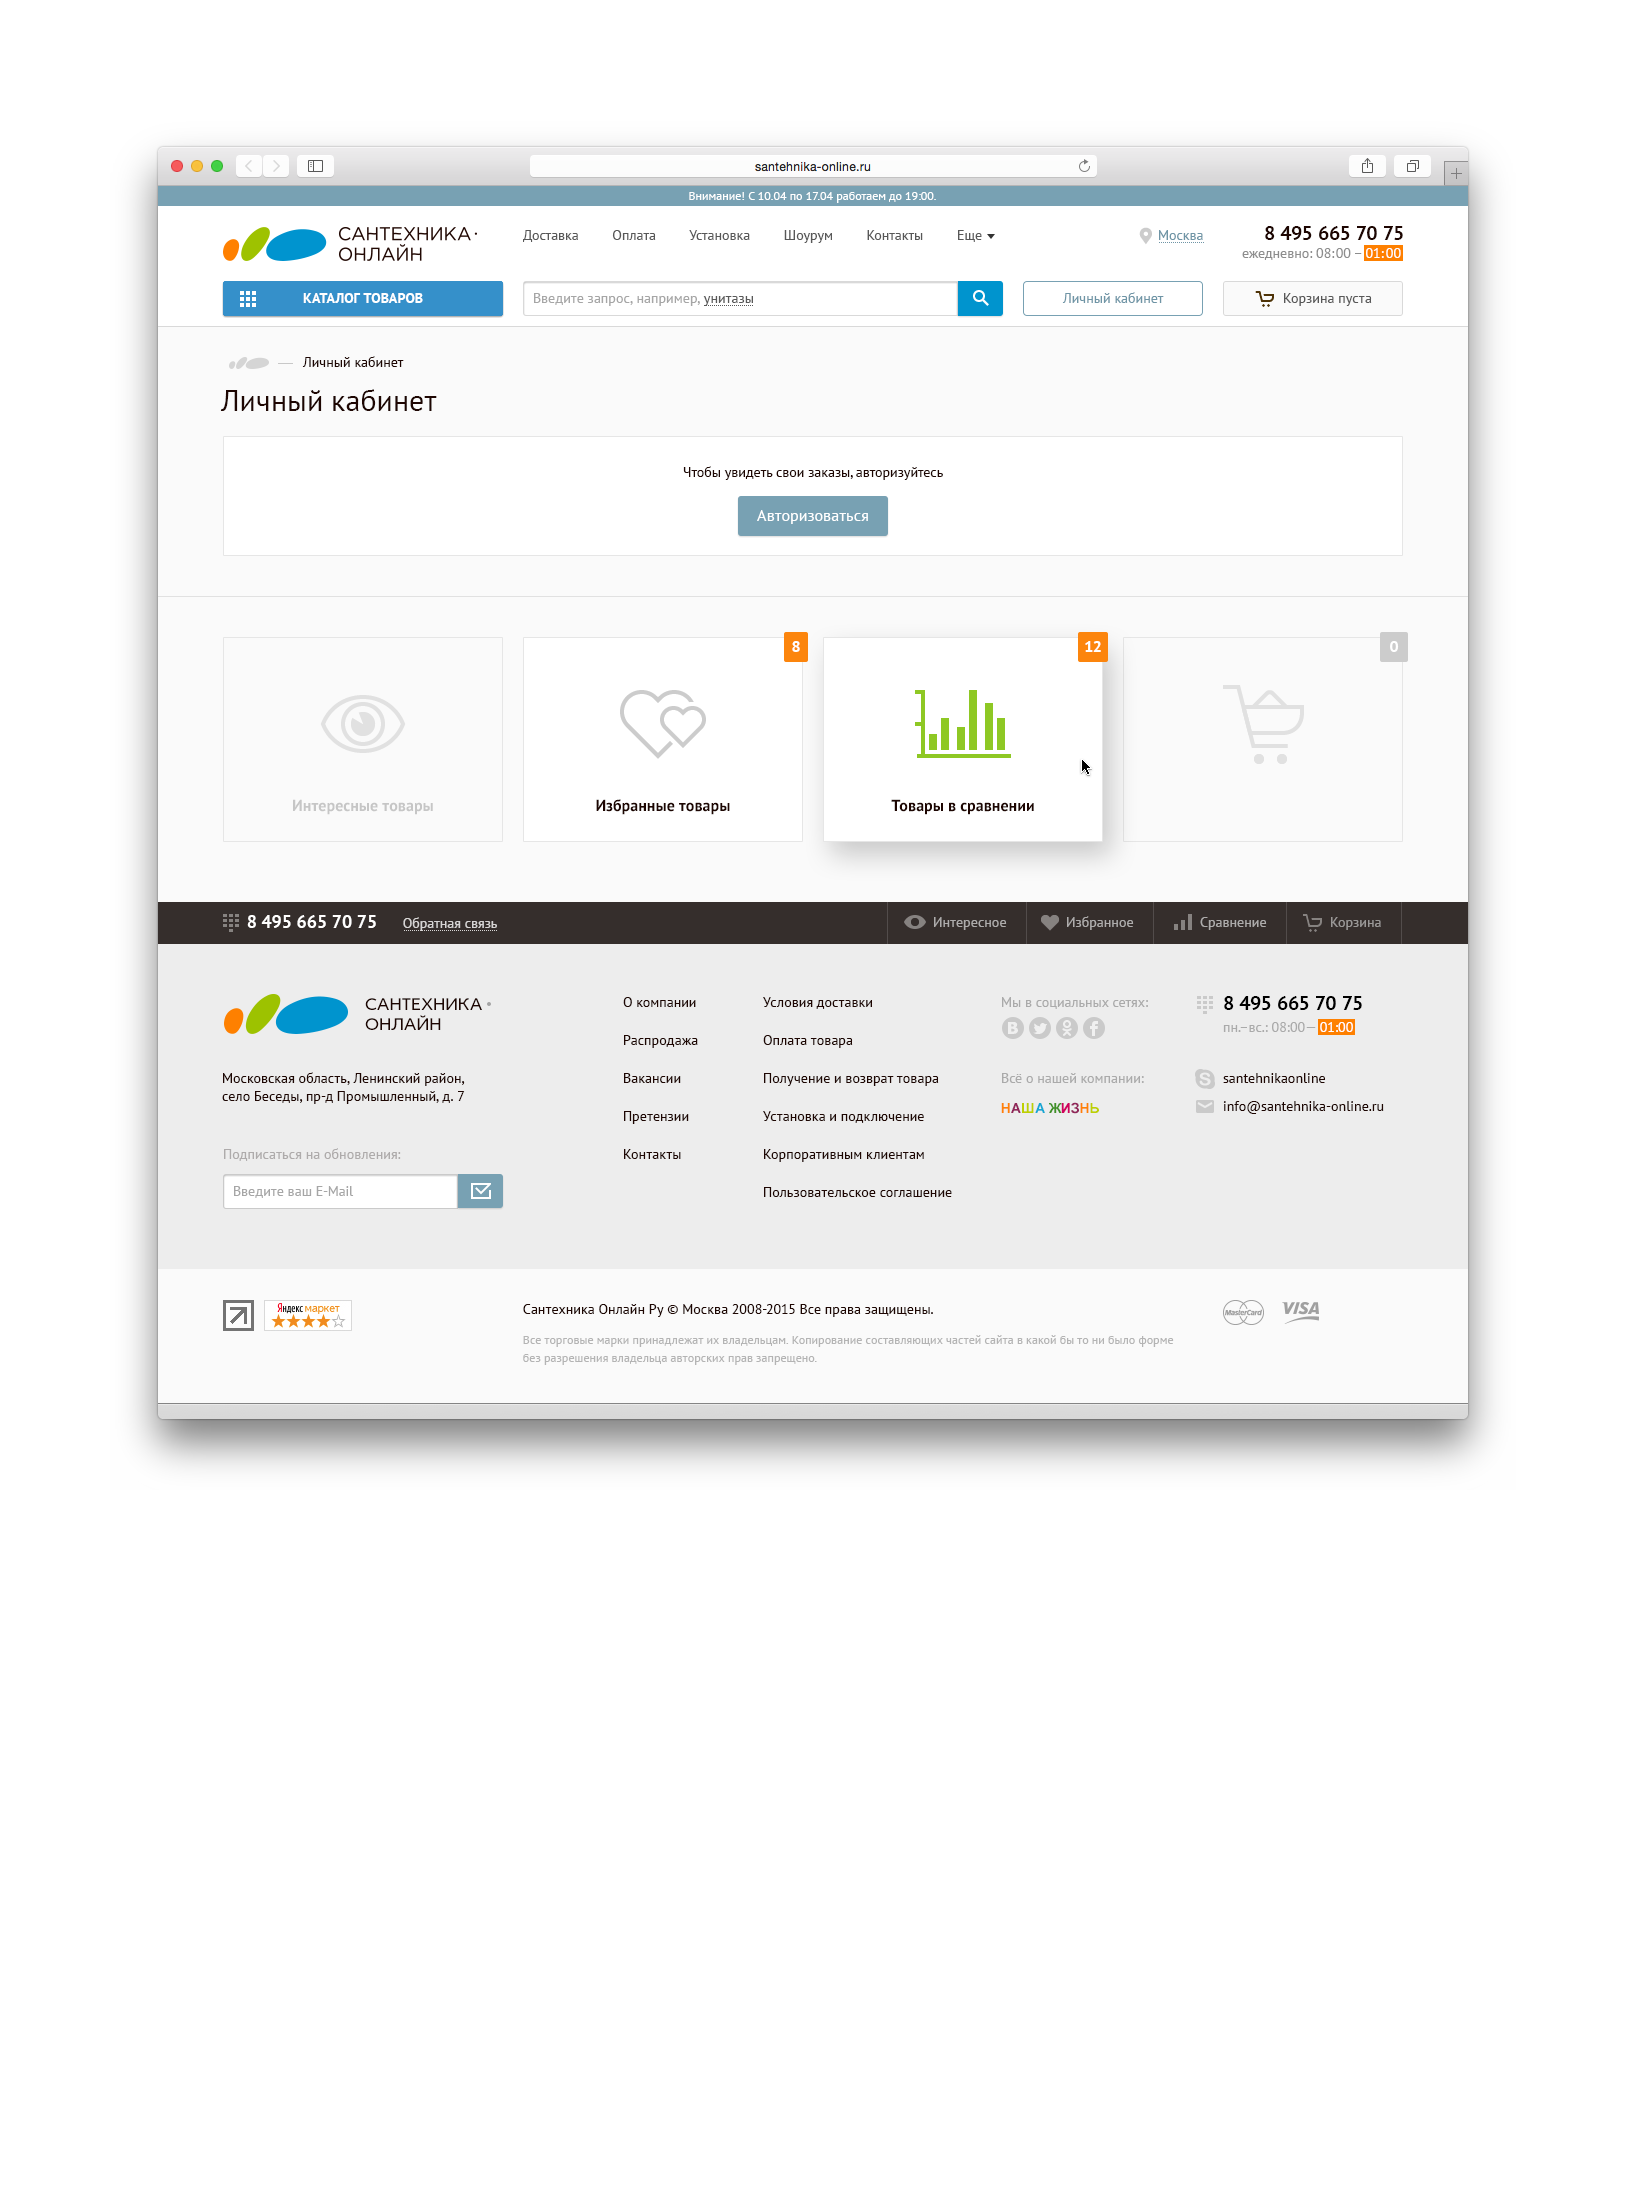 santehnika-online.ru
Внимание! С 10.04 по 17.04 работаем до 19:00.
САНТЕХНИКА
ОНЛАЙН
Доставка Оплата Установка Шоурум Контакты Еще
Москва
8 495 665 70 75
ежедневно: 08:00 – 01:00
КАТАЛОГ ТОВАРОВ
Введите запрос, например, унитазы
Личный кабинет
Корзина пуста
— Личный кабинет
Личный кабинет
Чтобы увидеть свои заказы, авторизуйтесь
Авторизоваться
8
12
0
Интересные товары
Избранные товары
Товары в сравнении
8 495 665 70 75
Обратная связь
Интересное
Избранное
Сравнение
Корзина
САНТЕХНИКА
ОНЛАЙН
Московская область, Ленинский район,
село Беседы, пр-д Промышленный, д. 7
Подписаться на обновления:
Введите ваш E-Mail
О компании
Распродажа
Вакансии
Претензии
Контакты
Условия доставки
Оплата товара
Получение и возврат товара
Установка и подключение
Корпоративным клиентам
Пользовательское соглашение
Мы в социальных сетях:
Всё о нашей компании:
НАША ЖИЗНЬ
8 495 665 70 75
пн.–вс.: 08:00—01:00
santehnikaonline
info@santehnika-online.ru
Яндекс маркет
Сантехника Онлайн Ру © Москва 2008-2015 Все права защищены.
Все торговые марки принадлежат их владельцам. Копирование составляющих частей сайта в какой бы то ни было форме
без разрешения владельца авторских прав запрещено.
MasterCard
VISA